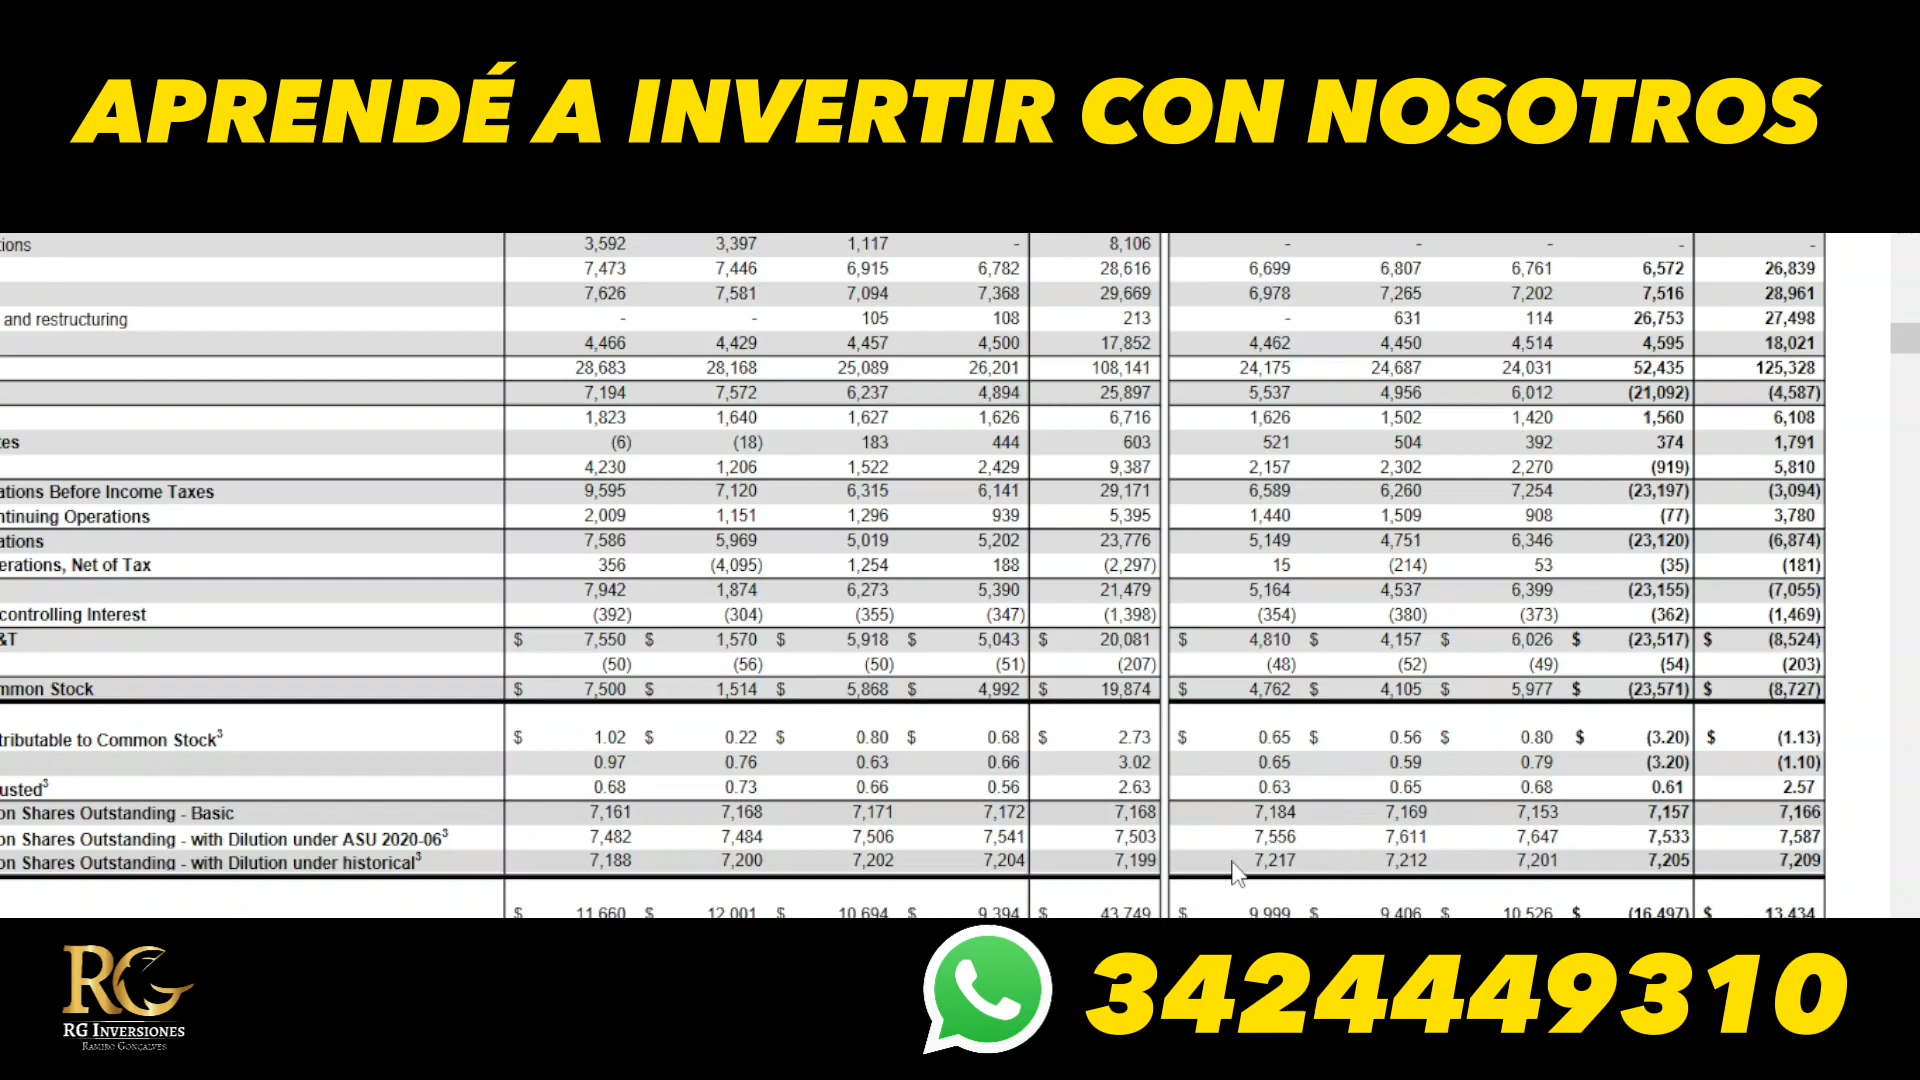 APRENDÉ A INVERTIR CON NOSOTROS
tions 3,592 3,397 1,117 - 8,106 - - - - -
7,473 7,446 6,915 6,782 28,616 6,699 6,807 6,761 6,572 26,839
7,626 7,581 7,094 7,368 29,669 6,978 7,265 7,202 7,516 28,961
and restructuring - - 105 108 213 - 631 114 26,753 27,498
4,466 4,429 4,457 4,500 17,852 4,462 4,450 4,514 4,595 18,021
28,683 28,168 25,089 26,201 108,141 24,175 24,687 24,031 52,435 125,328
7,194 7,572 6,237 4,894 25,897 5,537 4,956 6,012 (21,092) (4,587)
1,823 1,640 1,627 1,626 6,716 1,626 1,502 1,420 1,560 6,108
tes (6) (18) 183 444 603 521 504 392 374 1,791
4,230 1,206 1,522 2,429 9,387 2,157 2,302 2,270 (919) 5,810
ations Before Income Taxes 9,595 7,120 6,315 6,141 29,171 6,589 6,260 7,254 (23,197) (3,094)
ntinuing Operations 2,009 1,151 1,296 939 5,395 1,440 1,509 908 (77) 3,780
ations 7,586 5,969 5,019 5,202 23,776 5,149 4,751 6,346 (23,120) (6,874)
erations, Net of Tax 356 (4,095) 1,254 188 (2,297) 15 (214) 53 (35) (181)
7,942 1,874 6,273 5,390 21,479 5,164 4,537 6,399 (23,155) (7,055)
controlling Interest (392) (304) (355) (347) (1,398) (354) (380) (373) (362) (1,469)
&T $ 7,550 $ 1,570 $ 5,918 $ 5,043 $ 20,081 $ 4,810 $ 4,157 $ 6,026 $ (23,517) $ (8,524)
(50) (56) (50) (51) (207) (48) (52) (49) (54) (203)
mmon Stock $ 7,500 $ 1,514 $ 5,868 $ 4,992 $ 19,874 $ 4,762 $ 4,105 $ 5,977 $ (23,571) $ (8,727)
tributable to Common Stock³ $ 1.02 $ 0.22 $ 0.80 $ 0.68 $ 2.73 $ 0.65 $ 0.56 $ 0.80 $ (3.20) $ (1.13)
0.97 0.76 0.63 0.66 3.02 0.65 0.59 0.79 (3.20) (1.10)
usted³ 0.68 0.73 0.66 0.56 2.63 0.63 0.65 0.68 0.61 2.57
on Shares Outstanding - Basic 7,161 7,168 7,171 7,172 7,168 7,184 7,169 7,153 7,157 7,166
on Shares Outstanding - with Dilution under ASU 2020-06³ 7,482 7,484 7,506 7,541 7,503 7,556 7,611 7,647 7,533 7,587
on Shares Outstanding - with Dilution under historical³ 7,188 7,200 7,202 7,204 7,199 7,217 7,212 7,201 7,205 7,209
$ 11,660 $ 12,001 $ 10,694 $ 9,394 $ 43,749 $ 9,999 $ 9,406 $ 10,526 $ (16,497) $ 13,434
RG
RG INVERSIONES
RAMIRO GONÇALVES
3424449310